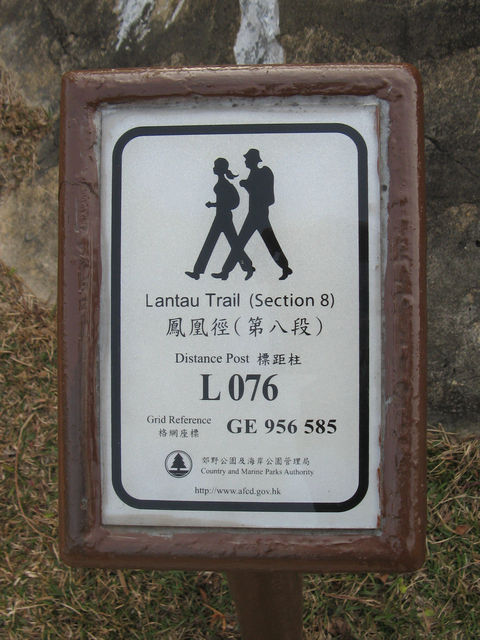 Lantau Trail (Section 8)
鳳凰徑(第八段)
Distance Post 標距柱
L 076
Grid Reference GE 956 585
格網座標
郊野公園及海岸公園管理局
Country and Marine Parks Authority
http://www.afcd.gov.hk